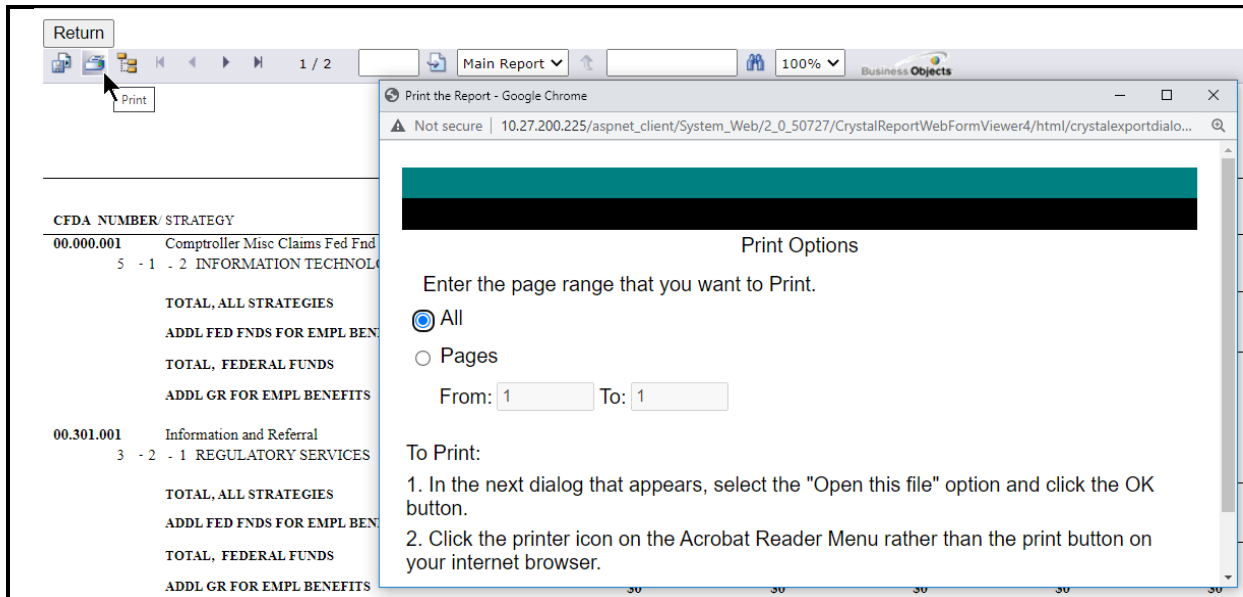 Return
1 / 2
Main Report
100%
Business Objects
Print
Print the Report - Google Chrome
Not secure | 10.27.200.225/aspnet_client/System_Web/2_0_50727/CrystalReportWebFormViewer4/html/crystalexportdialo...
Print Options
Enter the page range that you want to Print.
All
Pages
From: 1 To: 1
To Print:
1. In the next dialog that appears, select the "Open this file" option and click the OK
button.
2. Click the printer icon on the Acrobat Reader Menu rather than the print button on
your internet browser.
CFDA NUMBER/ STRATEGY
00.000.001 Comptroller Misc Claims Fed Fnd
5 - 1 - 2 INFORMATION TECHNOLO
TOTAL, ALL STRATEGIES
ADDL FED FNDS FOR EMPL BEN
TOTAL, FEDERAL FUNDS
ADDL GR FOR EMPL BENEFITS
00.301.001 Information and Referral
3 - 2 - 1 REGULATORY SERVICES
TOTAL, ALL STRATEGIES
ADDL FED FNDS FOR EMPL BEN
TOTAL, FEDERAL FUNDS
ADDL GR FOR EMPL BENEFITS